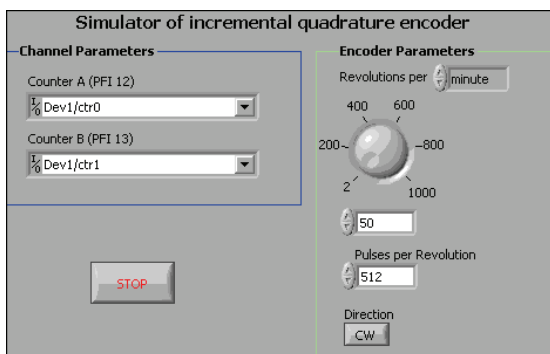 Simulator of incremental quadrature encoder
Channel Parameters
Counter A (PFI 12)
I/O Dev1/ctr0
Counter B (PFI 13)
I/O Dev1/ctr1
STOP
Encoder Parameters
Revolutions per minute
400 600
200 800
2 1000
50
Pulses per Revolution
512
Direction
CW